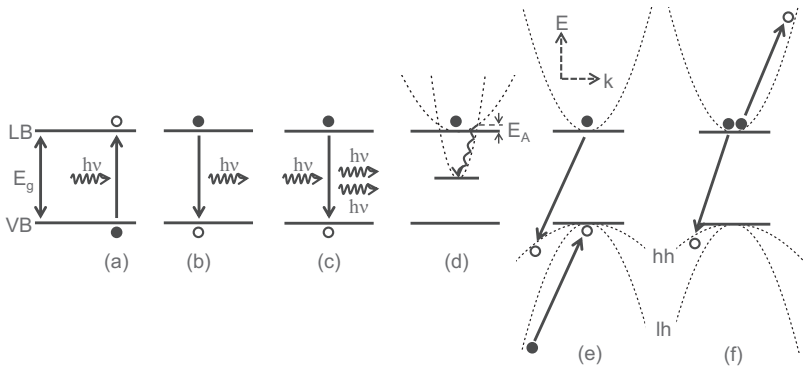 E
k
LB
E_A
hν
hν
hν
hν
E_g
hν
VB
(a)
(b)
(c)
(d)
hh
lh
(e)
(f)